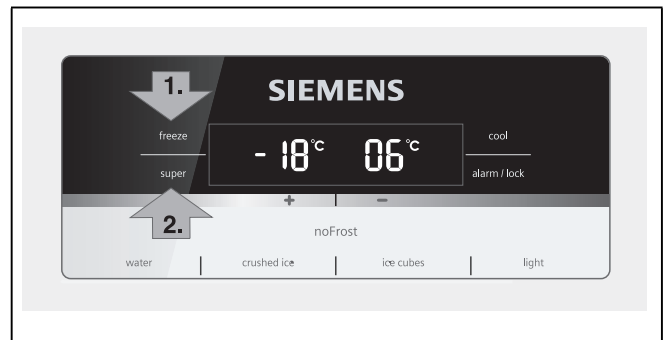 1.
SIEMENS
freeze
super
- 18°C 06°C
cool
alarm / lock
+ | −
2.
noFrost
water | crushed ice | ice cubes | light